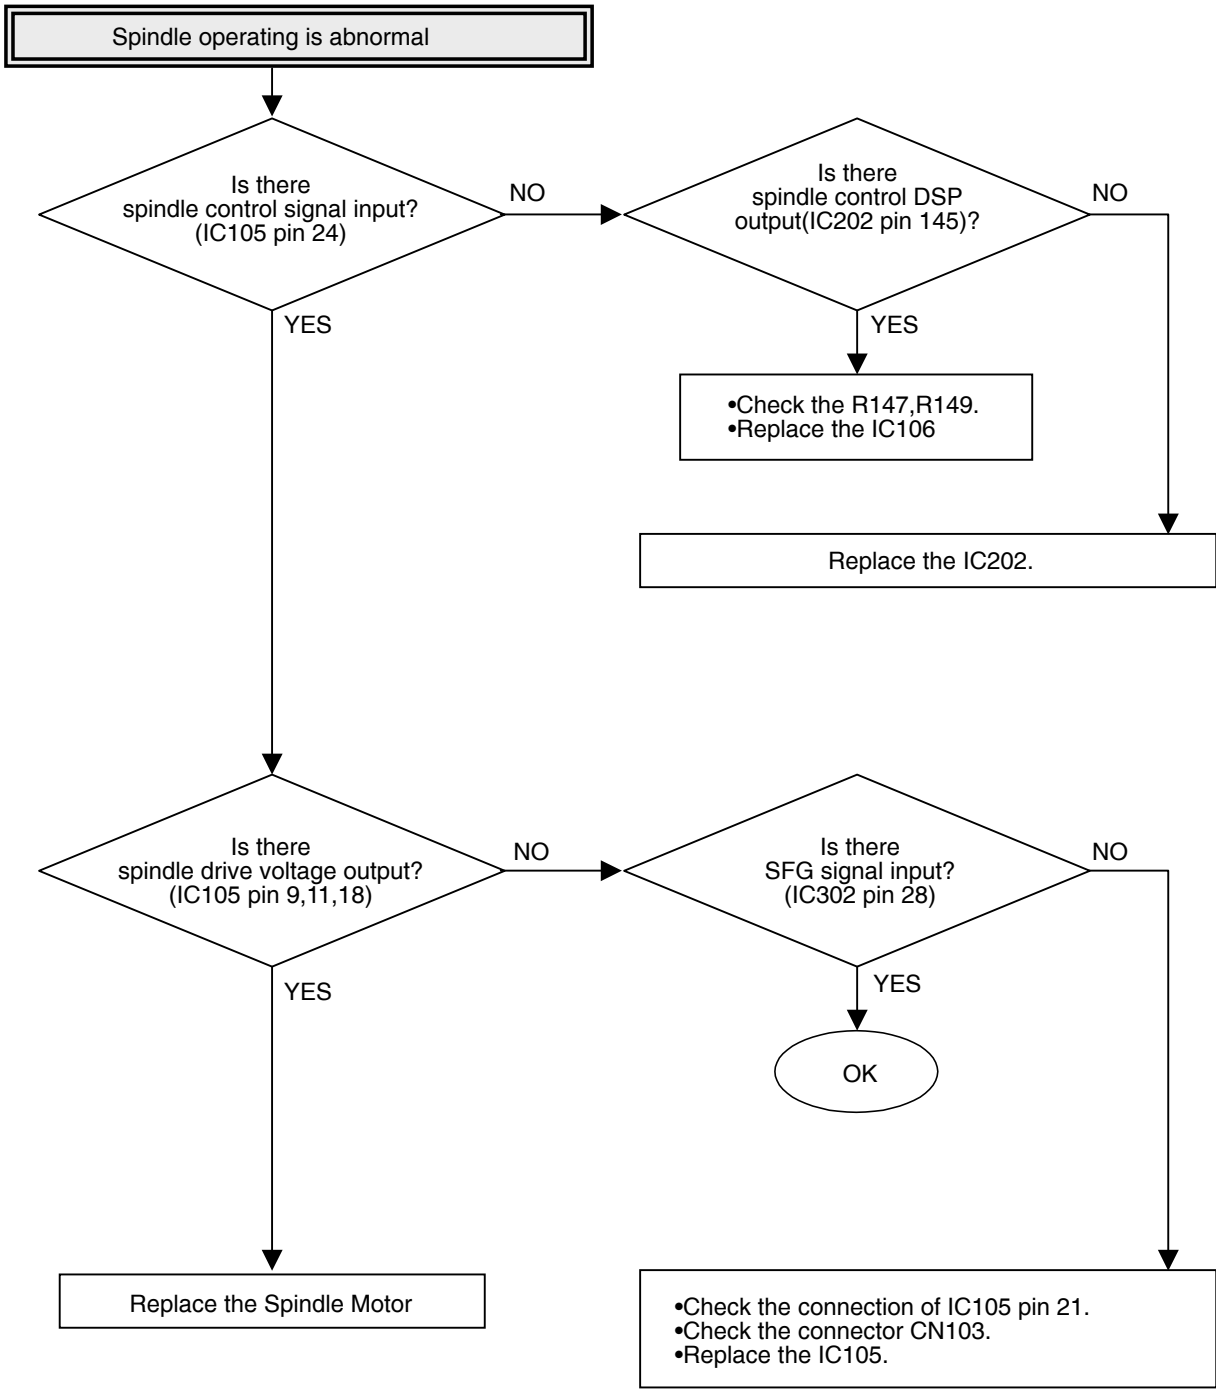 Spindle operating is abnormal
Is there
spindle control signal input?
(IC105 pin 24)
NO
Is there
spindle control DSP
output(IC202 pin 145)?
NO
YES
YES
•Check the R147,R149.
•Replace the IC106
Replace the IC202.
Is there
spindle drive voltage output?
(IC105 pin 9,11,18)
NO
Is there
SFG signal input?
(IC302 pin 28)
NO
YES
YES
OK
Replace the Spindle Motor
•Check the connection of IC105 pin 21.
•Check the connector CN103.
•Replace the IC105.